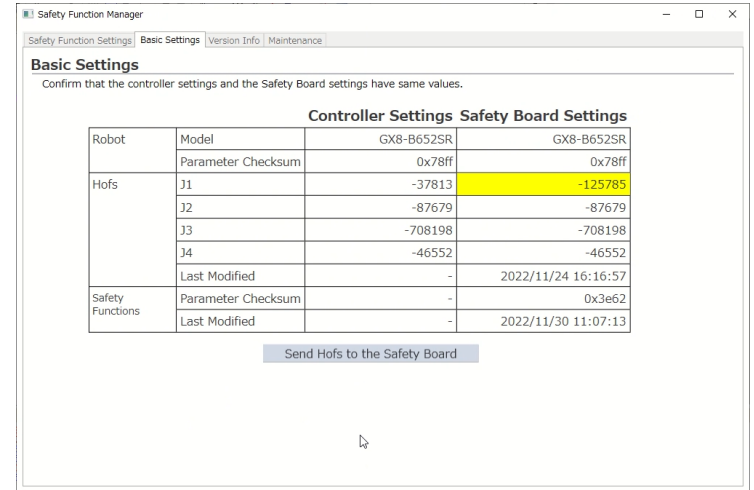 Safety Function Manager
Safety Function Settings Basic Settings Version Info Maintenance
Basic Settings
Confirm that the controller settings and the Safety Board settings have same values.
Controller Settings Safety Board Settings
Robot Model GX8-B652SR GX8-B652SR
Parameter Checksum 0x78ff 0x78ff
Hofs J1 -37813 -125785
J2 -87679 -87679
J3 -708198 -708198
J4 -46552 -46552
Last Modified - 2022/11/24 16:16:57
Safety Functions Parameter Checksum - 0x3e62
Last Modified - 2022/11/30 11:07:13
Send Hofs to the Safety Board